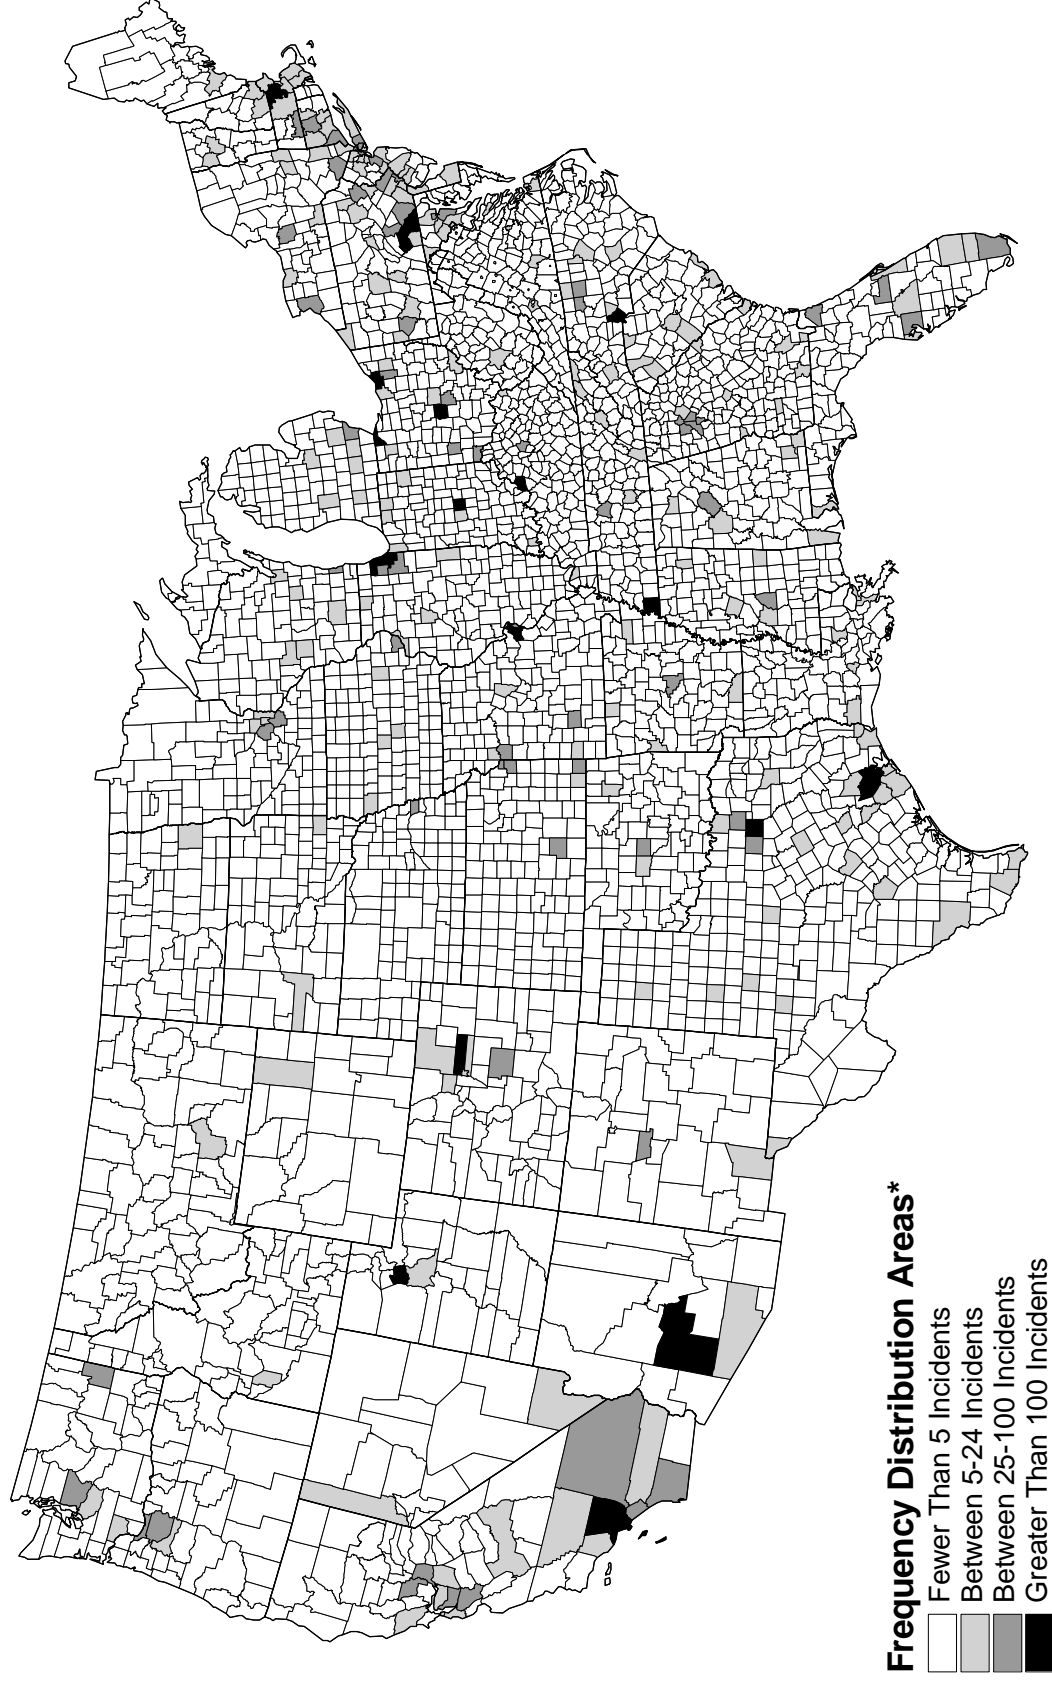 Frequency Distribution Areas*
Fewer Than 5 Incidents
Between 5-24 Incidents
Between 25-100 Incidents
Greater Than 100 Incidents